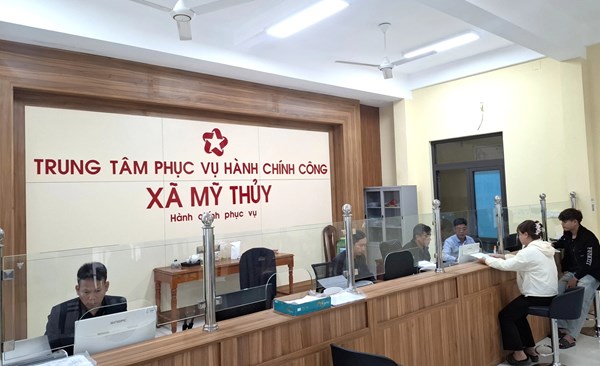 TRUNG TÂM PHỤC VỤ HÀNH CHÍNH CÔNG
XÃ MỸ THỦY
Hành chính phục vụ